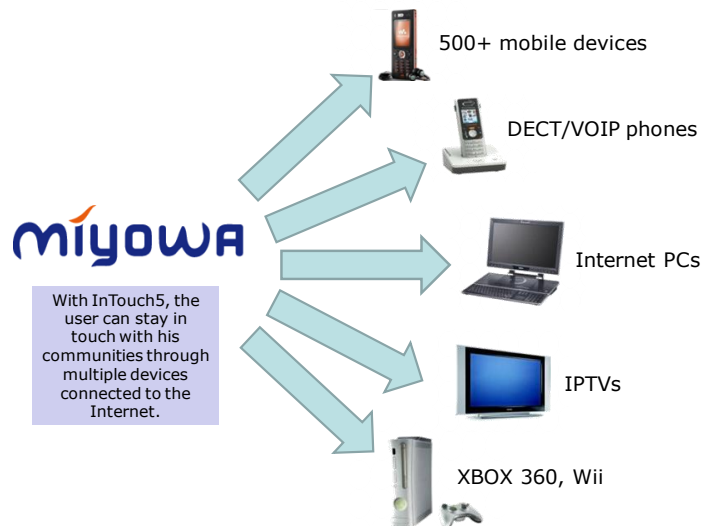 500+ mobile devices
DECT/VOIP phones
miyowa
Internet PCs
With InTouch5, the
user can stay in
touch with his
communities through
multiple devices
connected to the
Internet.
IPTVs
XBOX 360, Wii